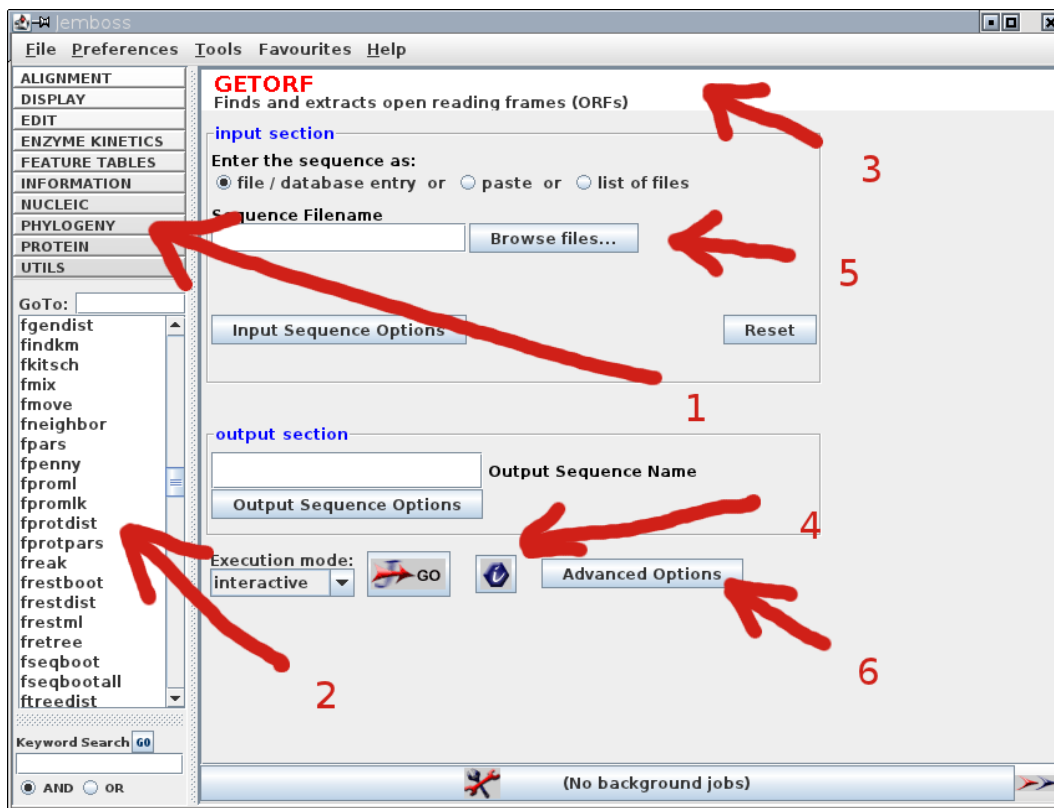 Jemboss
File Preferences Tools Favourites Help
ALIGNMENT
DISPLAY
EDIT
ENZYME KINETICS
FEATURE TABLES
INFORMATION
NUCLEIC
PHYLOGENY
PROTEIN
UTILS
GoTo:
fgendist
findkm
fkitsch
fmix
fmove
fneighbor
fpars
fpenny
fproml
fpromlk
fprotdist
fprotpars
freak
frestboot
frestdist
frestml
fretree
fseqboot
fseqbootall
ftreedist
Keyword Search GO
AND OR
GETORF
Finds and extracts open reading frames (ORFs)
3
input section
Enter the sequence as:
file / database entry or paste or list of files
Sequence Filename
Browse files...
5
Input Sequence Options Reset
1
output section
Output Sequence Name
Output Sequence Options
4
Execution mode:
interactive GO i Advanced Options
6
2
(No background jobs)